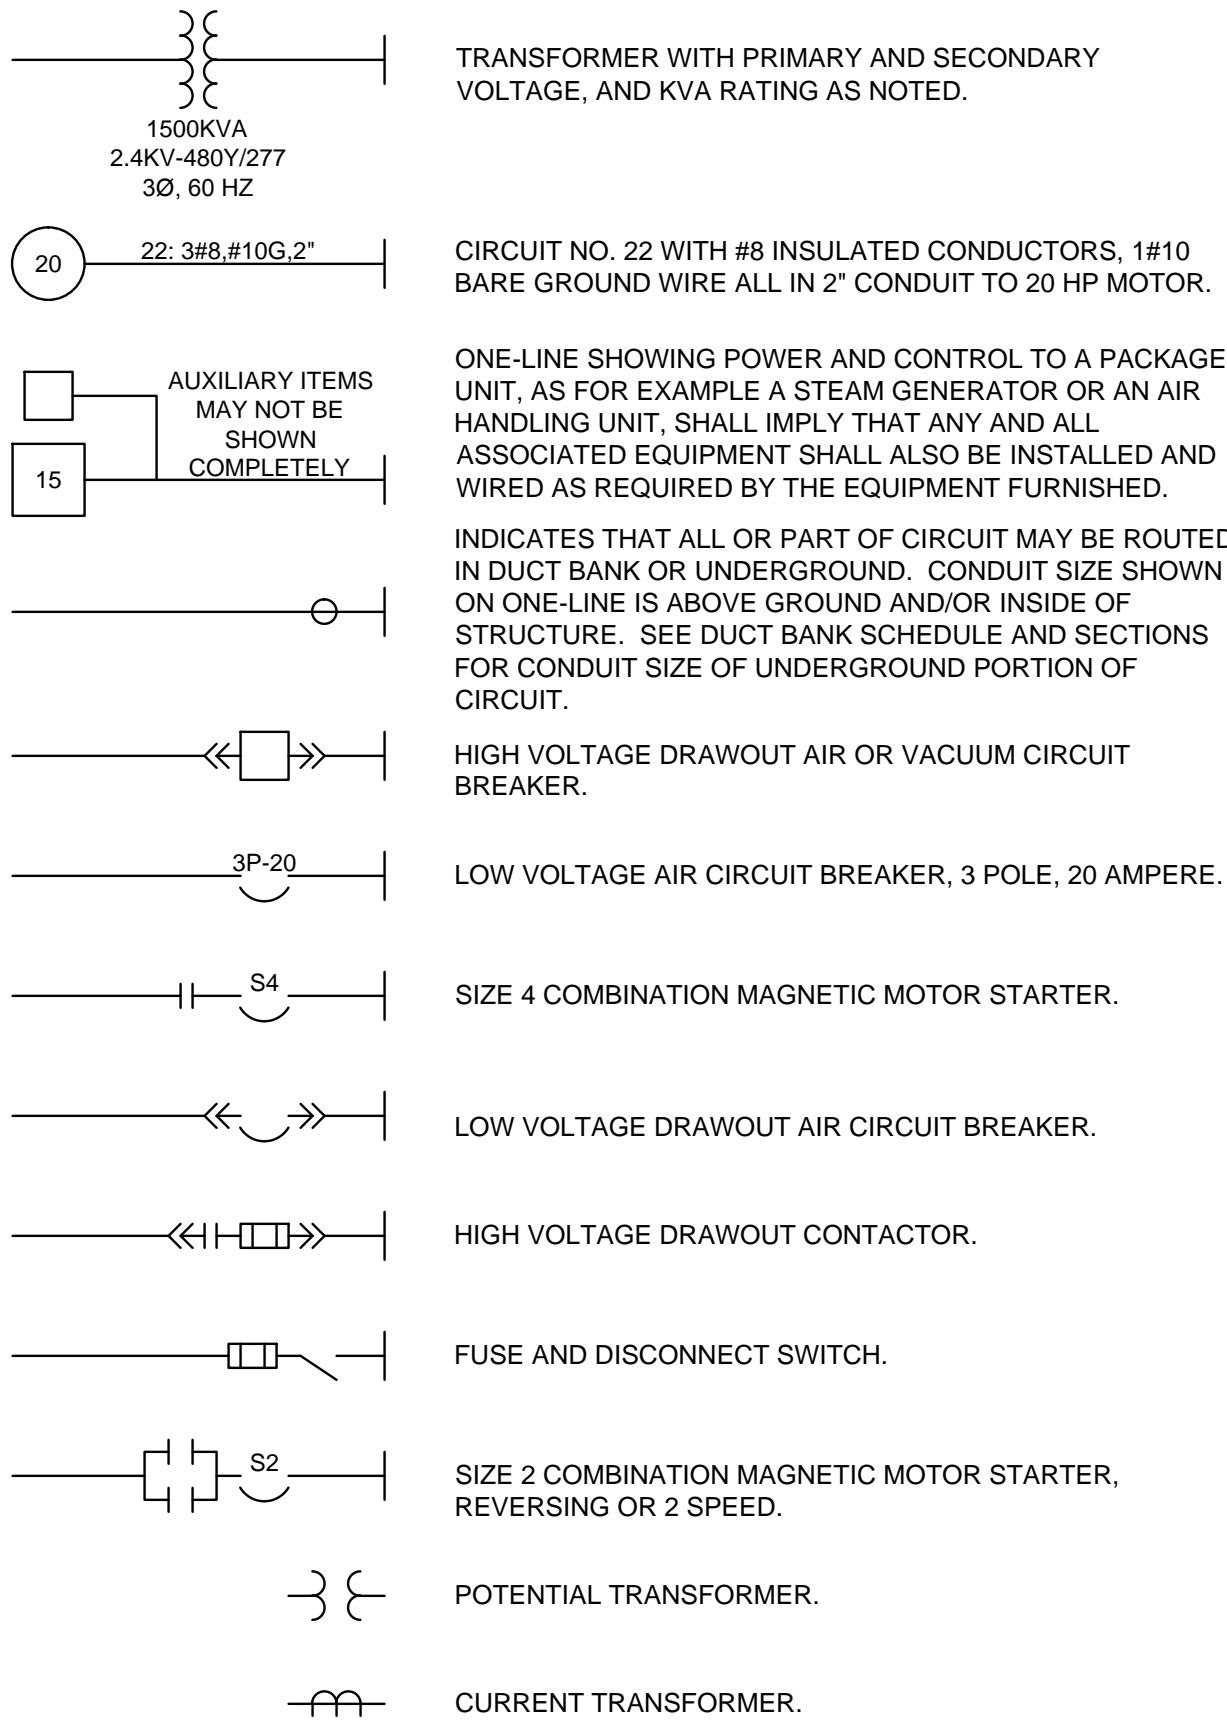 TRANSFORMER WITH PRIMARY AND SECONDARY
VOLTAGE, AND KVA RATING AS NOTED.
1500KVA
2.4KV-480Y/277
3Ø, 60 HZ
20
22: 3#8,#10G,2"
CIRCUIT NO. 22 WITH #8 INSULATED CONDUCTORS, 1#10
BARE GROUND WIRE ALL IN 2" CONDUIT TO 20 HP MOTOR.
AUXILIARY ITEMS
MAY NOT BE
SHOWN
COMPLETELY
15
ONE-LINE SHOWING POWER AND CONTROL TO A PACKAGE
UNIT, AS FOR EXAMPLE A STEAM GENERATOR OR AN AIR
HANDLING UNIT, SHALL IMPLY THAT ANY AND ALL
ASSOCIATED EQUIPMENT SHALL ALSO BE INSTALLED AND
WIRED AS REQUIRED BY THE EQUIPMENT FURNISHED.
INDICATES THAT ALL OR PART OF CIRCUIT MAY BE ROUTED
IN DUCT BANK OR UNDERGROUND.  CONDUIT SIZE SHOWN
ON ONE-LINE IS ABOVE GROUND AND/OR INSIDE OF
STRUCTURE.  SEE DUCT BANK SCHEDULE AND SECTIONS
FOR CONDUIT SIZE OF UNDERGROUND PORTION OF
CIRCUIT.
HIGH VOLTAGE DRAWOUT AIR OR VACUUM CIRCUIT
BREAKER.
3P-20
LOW VOLTAGE AIR CIRCUIT BREAKER, 3 POLE, 20 AMPERE.
S4
SIZE 4 COMBINATION MAGNETIC MOTOR STARTER.
LOW VOLTAGE DRAWOUT AIR CIRCUIT BREAKER.
HIGH VOLTAGE DRAWOUT CONTACTOR.
FUSE AND DISCONNECT SWITCH.
S2
SIZE 2 COMBINATION MAGNETIC MOTOR STARTER,
REVERSING OR 2 SPEED.
POTENTIAL TRANSFORMER.
CURRENT TRANSFORMER.